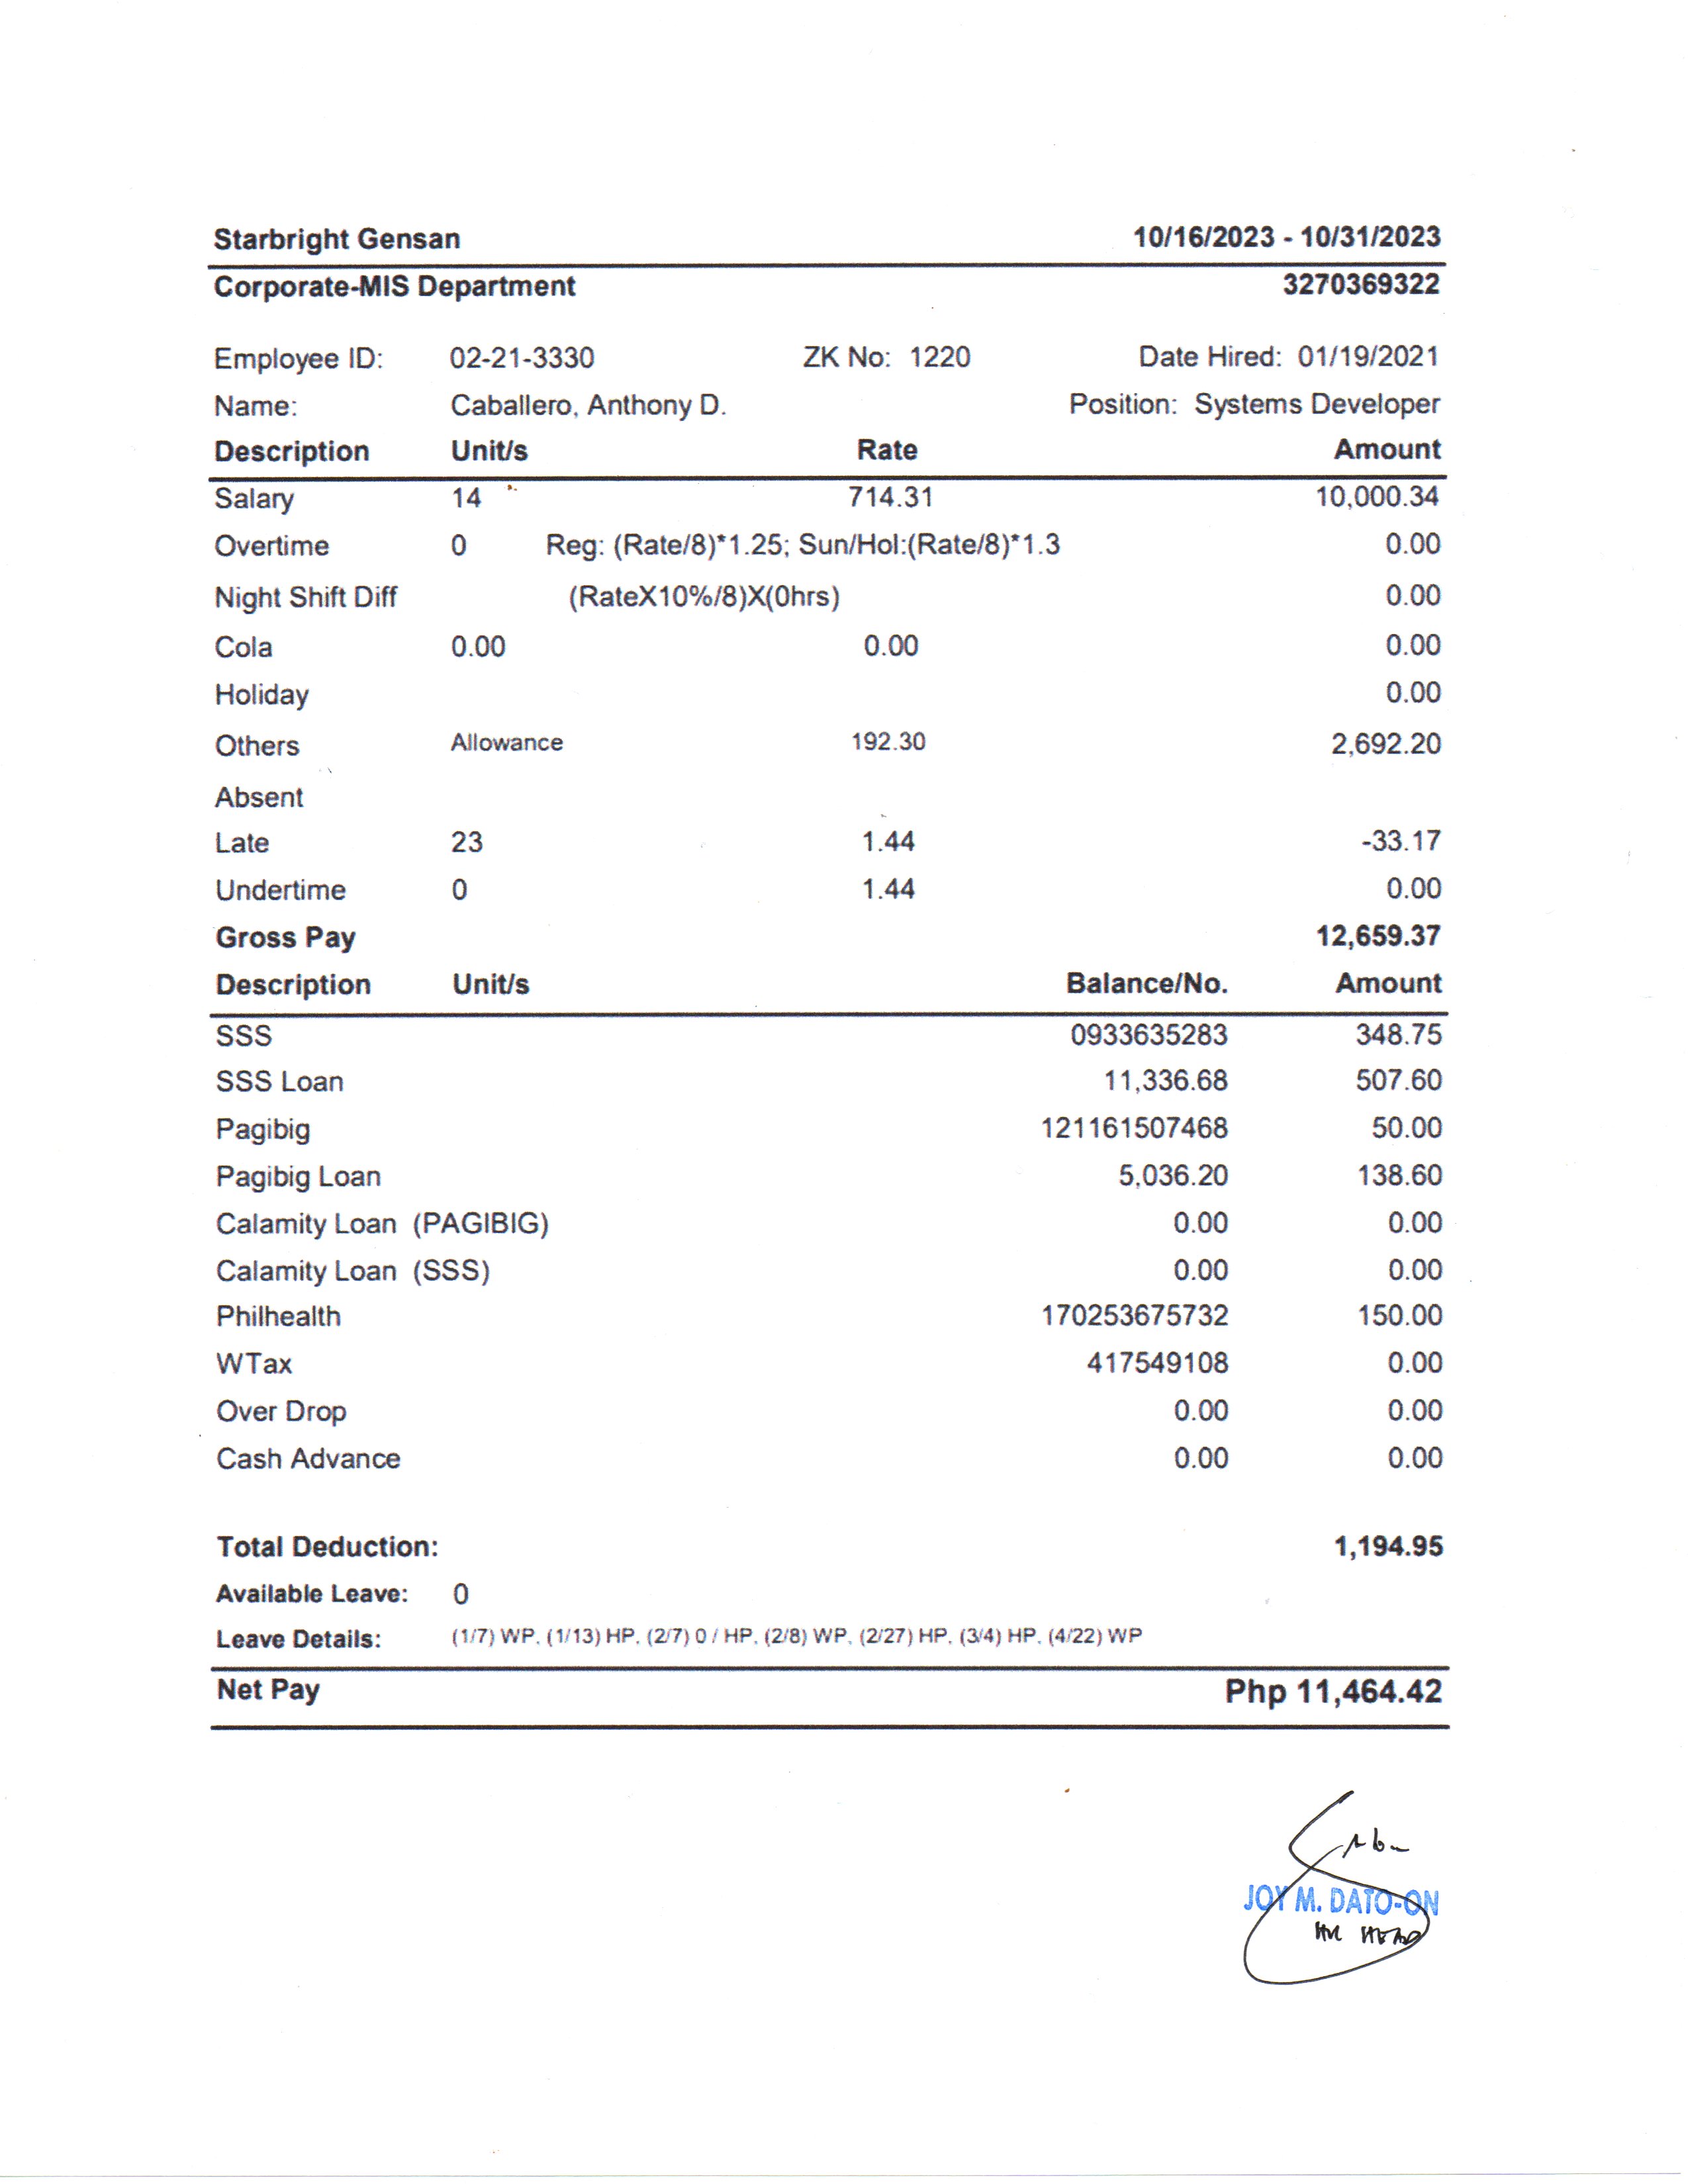 Starbright Gensan 10/16/2023 - 10/31/2023
Corporate-MIS Department 3270369322
Employee ID: 02-21-3330 ZK No: 1220 Date Hired: 01/19/2021
Name: Caballero, Anthony D. Position: Systems Developer
Description Unit/s Rate Amount
Salary 14 714.31 10,000.34
Overtime 0 Reg: (Rate/8)*1.25; Sun/Hol:(Rate/8)*1.3 0.00
Night Shift Diff (RateX10%/8)X(0hrs) 0.00
Cola 0.00 0.00 0.00
Holiday 0.00
Others Allowance 192.30 2,692.20
Absent
Late 23 1.44 -33.17
Undertime 0 1.44 0.00
Gross Pay 12,659.37
Description Unit/s Balance/No. Amount
SSS 0933635283 348.75
SSS Loan 11,336.68 507.60
Pagibig 121161507468 50.00
Pagibig Loan 5,036.20 138.60
Calamity Loan (PAGIBIG) 0.00 0.00
Calamity Loan (SSS) 0.00 0.00
Philhealth 170253675732 150.00
WTax 417549108 0.00
Over Drop 0.00 0.00
Cash Advance 0.00 0.00
Total Deduction: 1,194.95
Available Leave: 0
Leave Details: (1/7) WP, (1/13) HP, (2/7) 0 / HP, (2/8) WP, (2/27) HP, (3/4) HP, (4/22) WP
Net Pay Php 11,464.42
JOY M. DATO-ON
HR HEAD